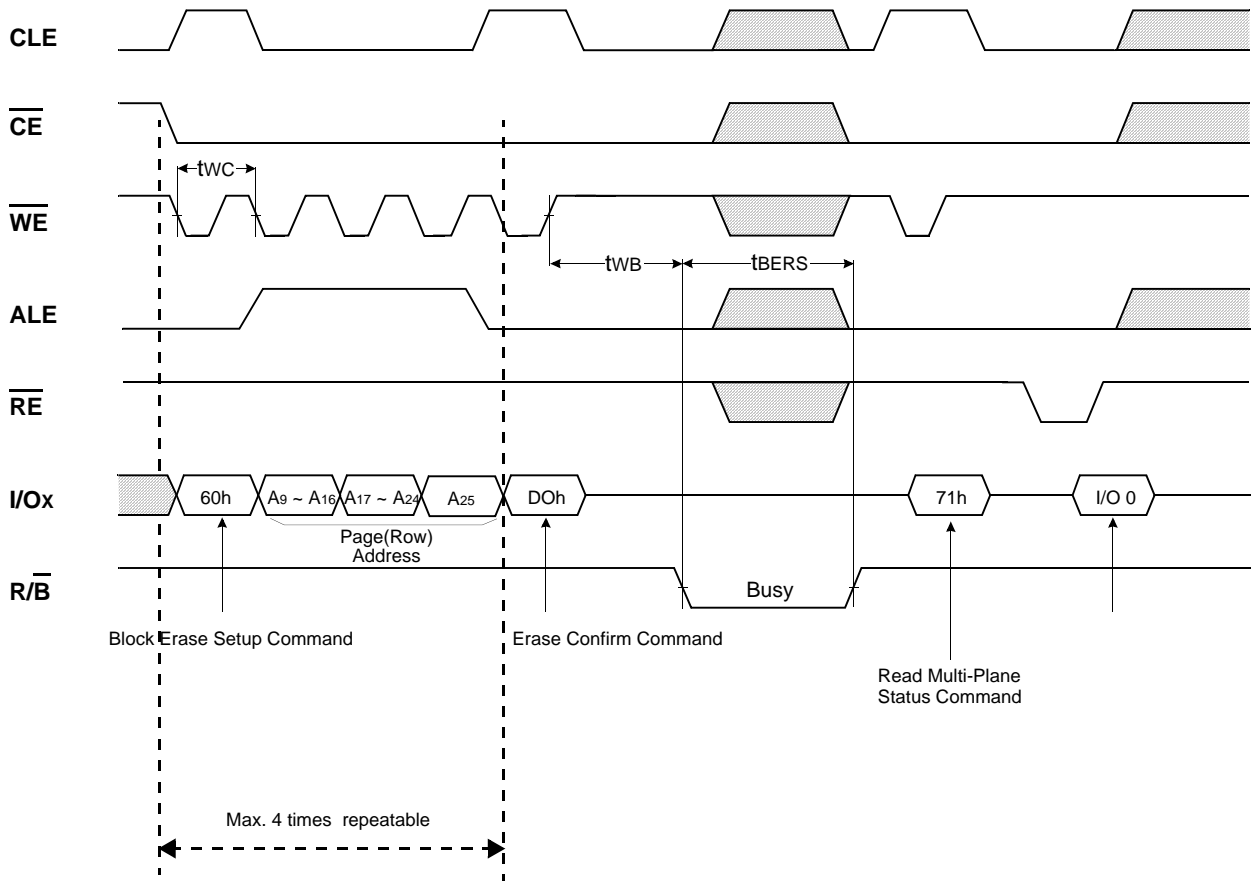 CLE
CE
tWC
WE
tWB
tBERS
ALE
RE
I/Ox
60h
A9 ~ A16
A17 ~ A24
A25
DOh
71h
I/O 0
Page(Row)
Address
R/B
Busy
Block Erase Setup Command
Erase Confirm Command
Read Multi-Plane
Status Command
Max. 4 times repeatable